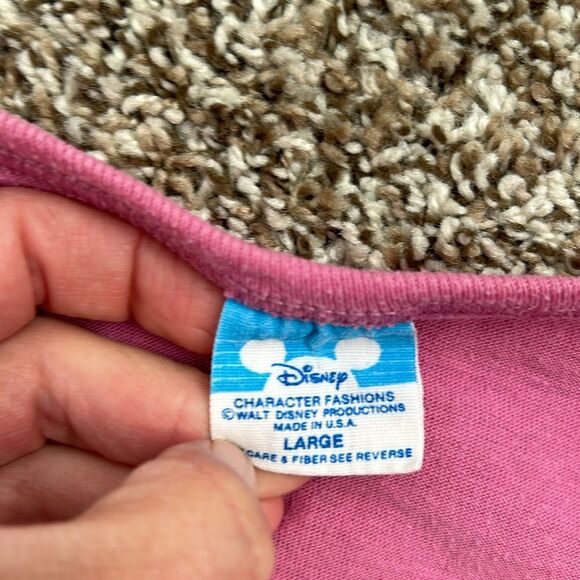 Disney
CHARACTER FASHIONS
©WALT DISNEY PRODUCTIONS
MADE IN U.S.A.
LARGE
CARE & FIBER SEE REVERSE